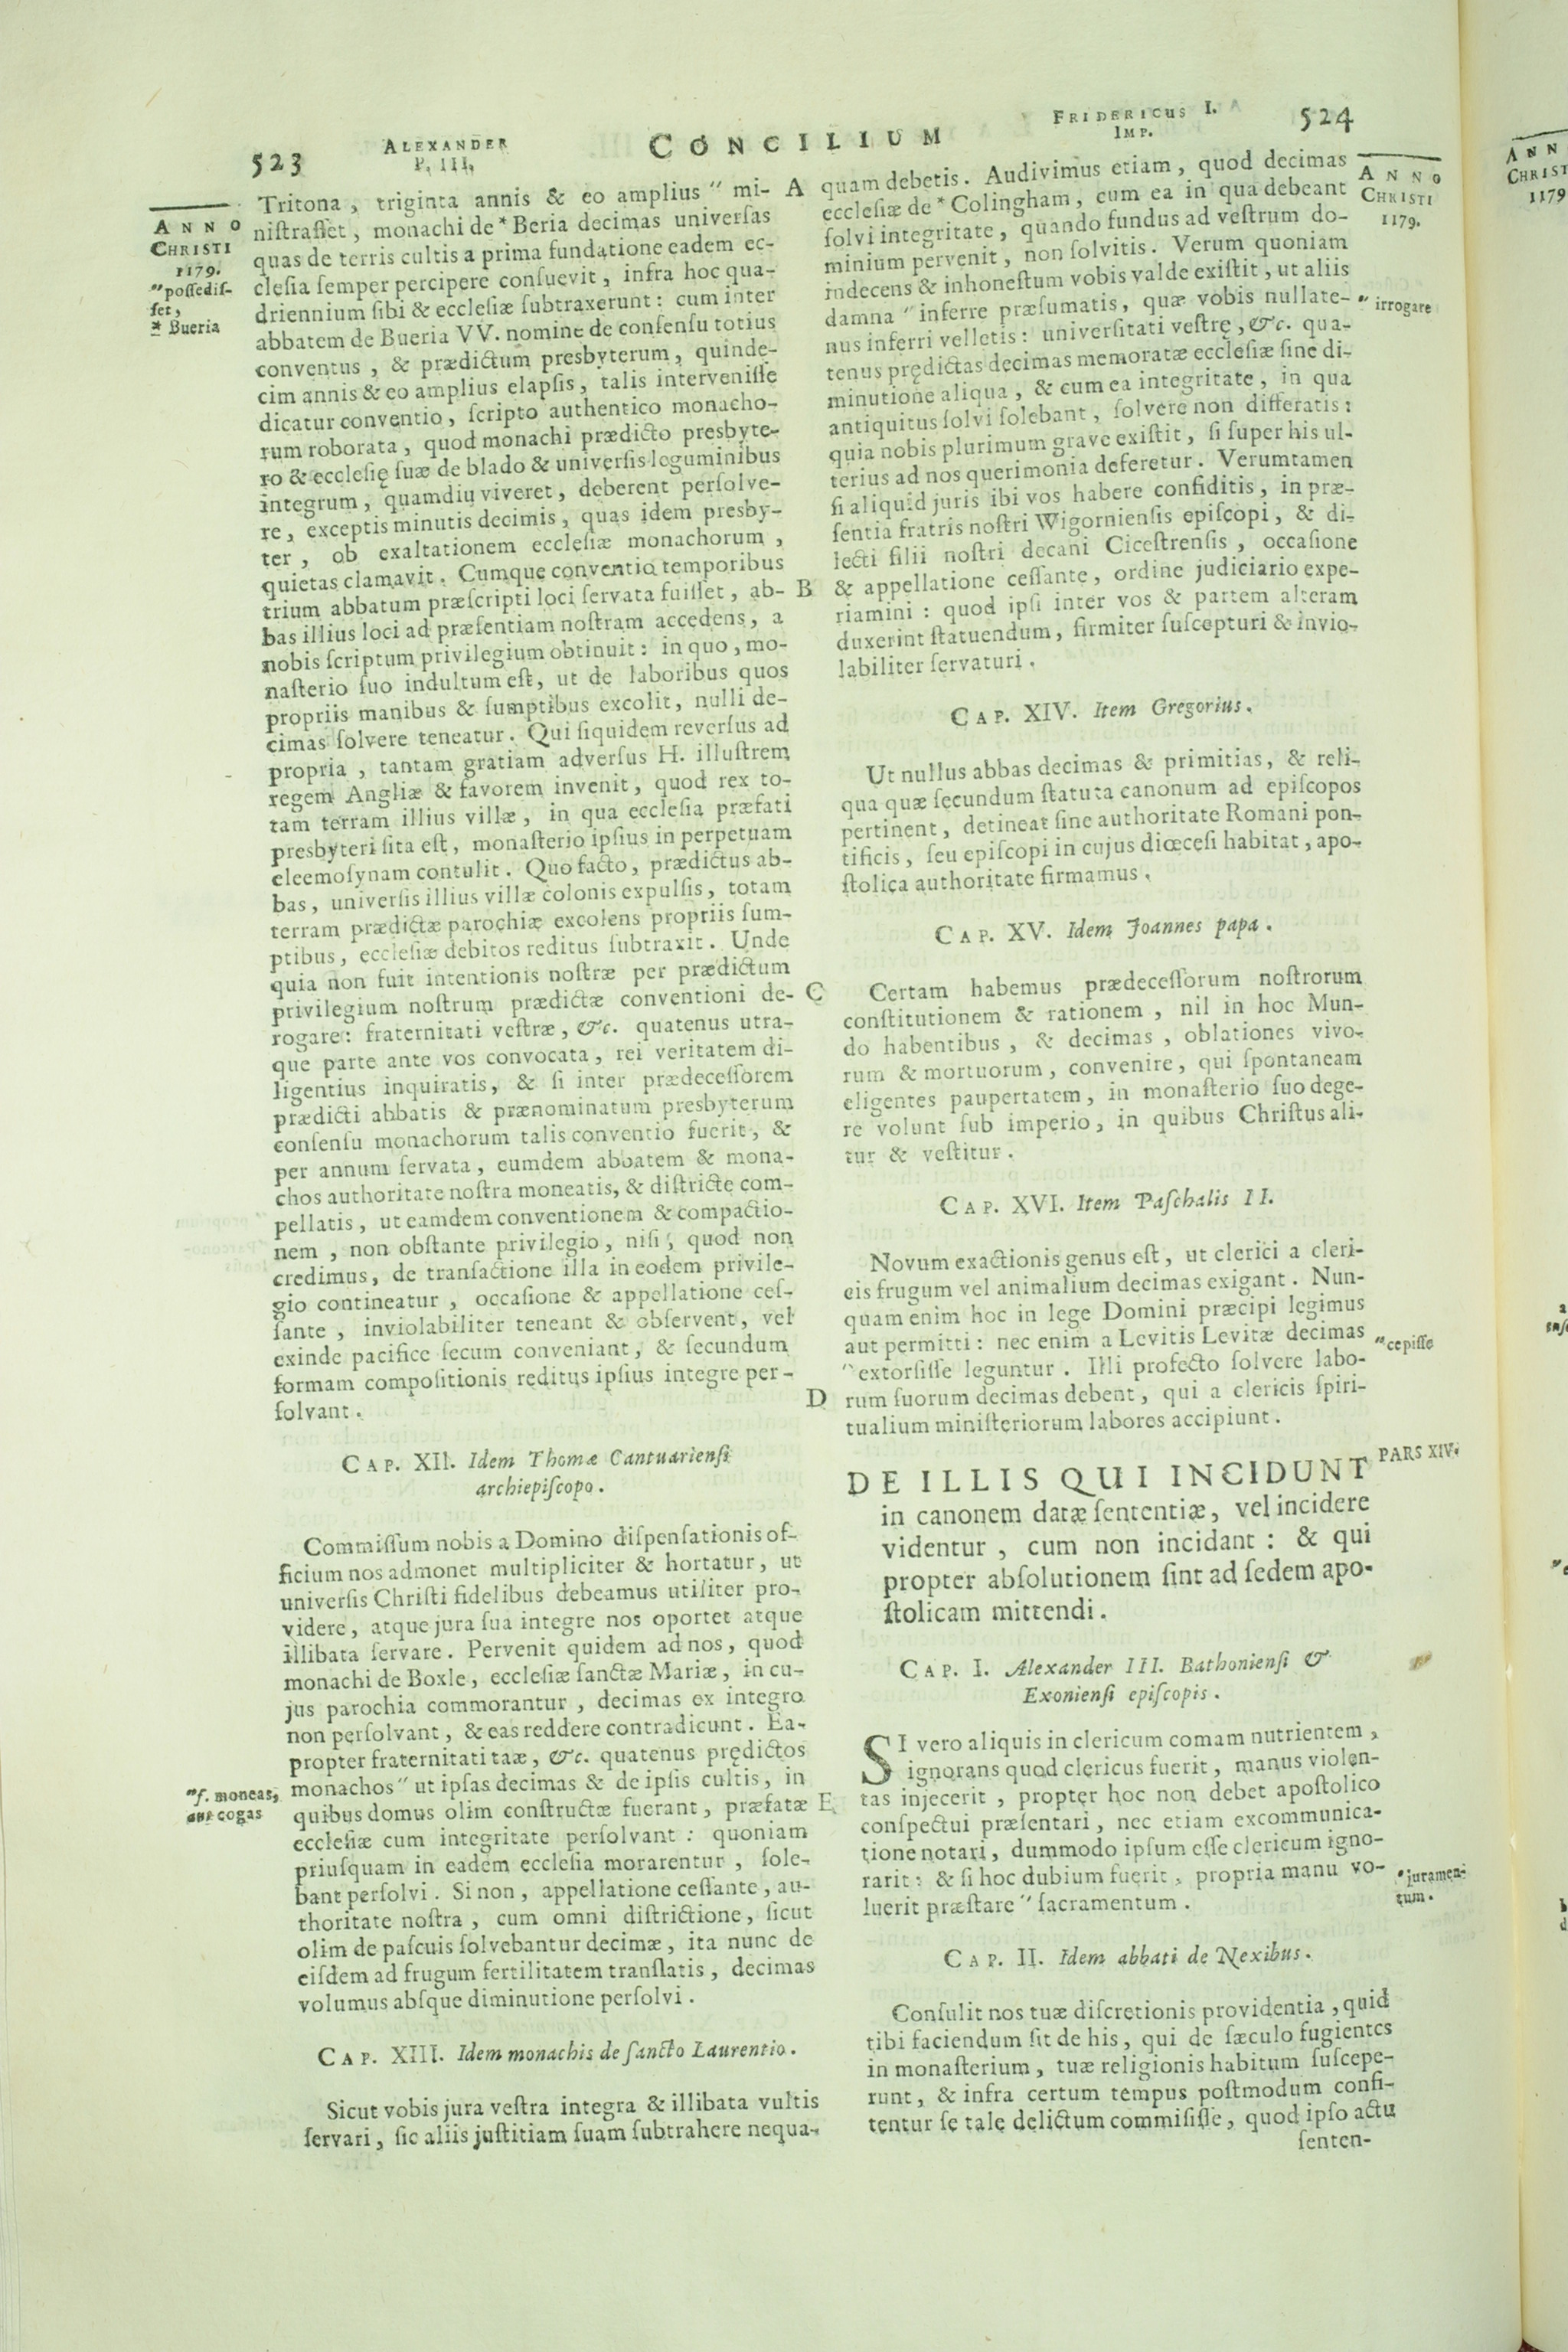 523
ALEXANDER
P. III.
CONCILIUM
FRIDERICUS I.
IMP.
524
ANNO
CHRISTI
1179.
"poſſediſ-
ſet,
* Bueria
Tritona, triginta annis & eo amplius " mi-
niſtraſſet, monachi de * Beria decimas univerſas
quas de terris cultis a prima fundatione eadem ec-
cleſia ſemper percipere conſuevit, infra hoc qua-
driennium ſibi & eccleſiæ ſubtraxerunt: cum inter
abbatem de Bueria VV. nomine de conſenſu totius
conventus, & prædictum presbyterum, quinde-
cim annis & eo amplius elapſis, talis interveniſſe
dicatur conventio, ſcripto authentico monacho-
rum roborata, quod monachi prædicto presbyte-
ro & eccleſię ſuæ de blado & univerſis leguminibus
integrum, quamdiu viveret, deberent perſolve-
re, exceptis minutis decimis, quas idem presby-
ter, ob exaltationem eccleſiæ monachorum,
quietas clamavit. Cumque conventio temporibus
trium abbatum præſcripti loci ſervata fuiſſet, ab-
bas illius loci ad præſentiam noſtram accedens, a
nobis ſcriptum privilegium obtinuit: in quo, mo-
naſterio ſuo indultum eſt, ut de laboribus quos
propriis manibus & ſumptibus excolit, nulli de-
cimas ſolvere teneatur. Qui ſiquidem reverſus ad
propria, tantam gratiam adverſus H. illuſtrem
regem Angliæ & favorem invenit, quod rex to-
tam terram illius villæ, in qua eccleſia præfati
presbyteri ſita eſt, monaſterio ipſius in perpetuam
eleemoſynam contulit. Quo facto, prædictus ab-
bas, univerſis illius villæ colonis expulſis, totam
terram prædictæ parochiæ excolens propriis ſum-
ptibus, eccleſiæ debitos reditus ſubtraxit. Unde
quia non fuit intentionis noſtræ per prædictum
privilegium noſtrum prædictæ conventioni de-
rogare: fraternitati veſtræ, &c. quatenus utra-
que parte ante vos convocata, rei veritatem di-
ligentius inquiratis, & ſi inter prædeceſſorem
prædicti abbatis & prænominatum presbyterum
conſenſu monachorum talis conventio fuerit, &
per annum ſervata, eumdem abbatem & mona-
chos authoritate noſtra moneatis, & diſtricte com-
pellatis, ut eamdem conventionem & compactio-
nem, non obſtante privilegio, niſi, quod non
credimus, de tranſactione illa in eodem privile-
gio contineatur, occaſione & appellatione ceſ-
ſante, inviolabiliter teneant & obſervent, vel
exinde pacifice ſecum conveniant, & ſecundum
formam compoſitionis reditus ipſius integre per-
ſolvant.
CAP. XII. Idem Thomæ Cantuarienſi
archiepiſcopo.
Commiſſum nobis a Domino diſpenſationis of-
ficium nos admonet multipliciter & hortatur, ut
univerſis Chriſti fidelibus debeamus utiliter pro-
videre, atque jura ſua integre nos oportet atque
illibata ſervare. Pervenit quidem ad nos, quod
monachi de Boxle, eccleſiæ ſanctæ Mariæ, in cu-
jus parochia commorantur, decimas ex integro
non perſolvant, & eas reddere contradicunt. Ea-
propter fraternitati taæ, &c. quatenus prędictos
monachos " ut ipſas decimas & de ipſis cultis, in
quibus domus olim conſtructæ fuerant, præfatæ
eccleſiæ cum integritate perſolvant: quoniam
priuſquam in eadem eccleſia morarentur, ſole-
bant perſolvi. Si non, appellatione ceſſante, au-
thoritate noſtra, cum omni diſtrictione, ſicut
olim de paſcuis ſolvebantur decimæ, ita nunc de
eiſdem ad frugum fertilitatem tranſlatis, decimas
volumus abſque diminutione perſolvi.
"f. moneas,
aut cogas
CAP. XIII. Idem monachis de ſancto Laurentio.
Sicut vobis jura veſtra integra & illibata vultis
ſervari, ſic aliis juſtitiam ſuam ſubtrahere nequa-
A
B
C
D
E
quam debetis. Audivimus etiam, quod decimas
eccleſiæ de * Colingham, cum ea in qua debeant
ſolvi integritate, quando fundus ad veſtrum do-
minium pervenit, non ſolvitis. Verum quoniam
indecens & inhoneſtum vobis valde exiſtit, ut aliis
damna " inferre præſumatis, quæ vobis nullate-
nus inferri velletis: univerſitati veſtrę, &c. qua-
tenus prędictas decimas memoratæ eccleſiæ ſine di-
minutione aliqua, & cum ea integritate, in qua
antiquitus ſolvi ſolebant, ſolvere non differatis:
quia nobis plurimum grave exiſtit, ſi ſuper his ul-
terius ad nos querimonia deferetur. Verumtamen
ſi aliquid juris ibi vos habere confiditis, in præ-
ſentia fratris noſtri Wigornienſis epiſcopi, & di-
lecti filii noſtri decani Ciceſtrenſis, occaſione
& appellatione ceſſante, ordine judiciario expe-
riamini: quod ipſi inter vos & partem alteram
duxerint ſtatuendum, firmiter ſuſcepturi & invio-
labiliter ſervaturi.
ANNO
CHRISTI
1179.
" irrogare
CAP. XIV. Item Gregorius.
Ut nullus abbas decimas & primitias, & reli-
qua quæ ſecundum ſtatuta canonum ad epiſcopos
pertinent, detineat ſine authoritate Romani pon-
tificis, ſeu epiſcopi in cujus diœceſi habitat, apo-
ſtolica authoritate firmamus.
CAP. XV. Idem Joannes papa.
Certam habemus prædeceſſorum noſtrorum
conſtitutionem & rationem, nil in hoc Mun-
do habentibus, & decimas, oblationes vivo-
rum & mortuorum, convenire, qui ſpontaneam
eligentes paupertatem, in monaſterio ſuo dege-
re volunt ſub imperio, in quibus Chriſtus ali-
tur & veſtitur.
CAP. XVI. Item Paſchalis II.
Novum exactionis genus eſt, ut clerici a cleri-
cis frugum vel animalium decimas exigant. Nun-
quam enim hoc in lege Domini præcipi legimus
aut permitti: nec enim a Levitis Levitæ decimas
" extorſiſſe leguntur. Illi profecto ſolvere labo-
rum ſuorum decimas debent, qui a clericis ſpiri-
tualium miniſteriorum labores accipiunt.
"cepiſſe
DE ILLIS QUI INCIDUNT
in canonem datæ ſententiæ, vel incidere
videntur, cum non incidant: & qui
propter abſolutionem ſint ad ſedem apo-
ſtolicam mittendi.
PARS XIV.
CAP. I. Alexander III. Bathonienſi &
Exonienſi epiſcopis.
SI vero aliquis in clericum comam nutrientem,
ignorans quod clericus fuerit, manus violen-
tas injecerit, propter hoc non debet apoſtolico
conſpectui præſentari, nec etiam excommunica-
tione notari, dummodo ipſum eſſe clericum igno-
rarit: & ſi hoc dubium fuerit, propria manu vo-
luerit præſtare " ſacramentum.
"juramen-
tum.
CAP. II. Idem abbati de Nexibus.
Conſulit nos tuæ diſcretionis providentia, quid
tibi faciendum ſit de his, qui de ſæculo fugientes
in monaſterium, tuæ religionis habitum ſuſcepe-
runt, & infra certum tempus poſtmodum confi-
tentur ſe tale delictum commiſiſſe, quod ipſo actu
ſenten-
ANN
CHRIST
1179